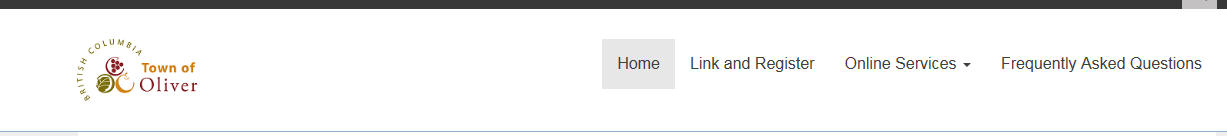 BRITISH COLUMBIA
Town of
Oliver
Home
Link and Register
Online Services
Frequently Asked Questions